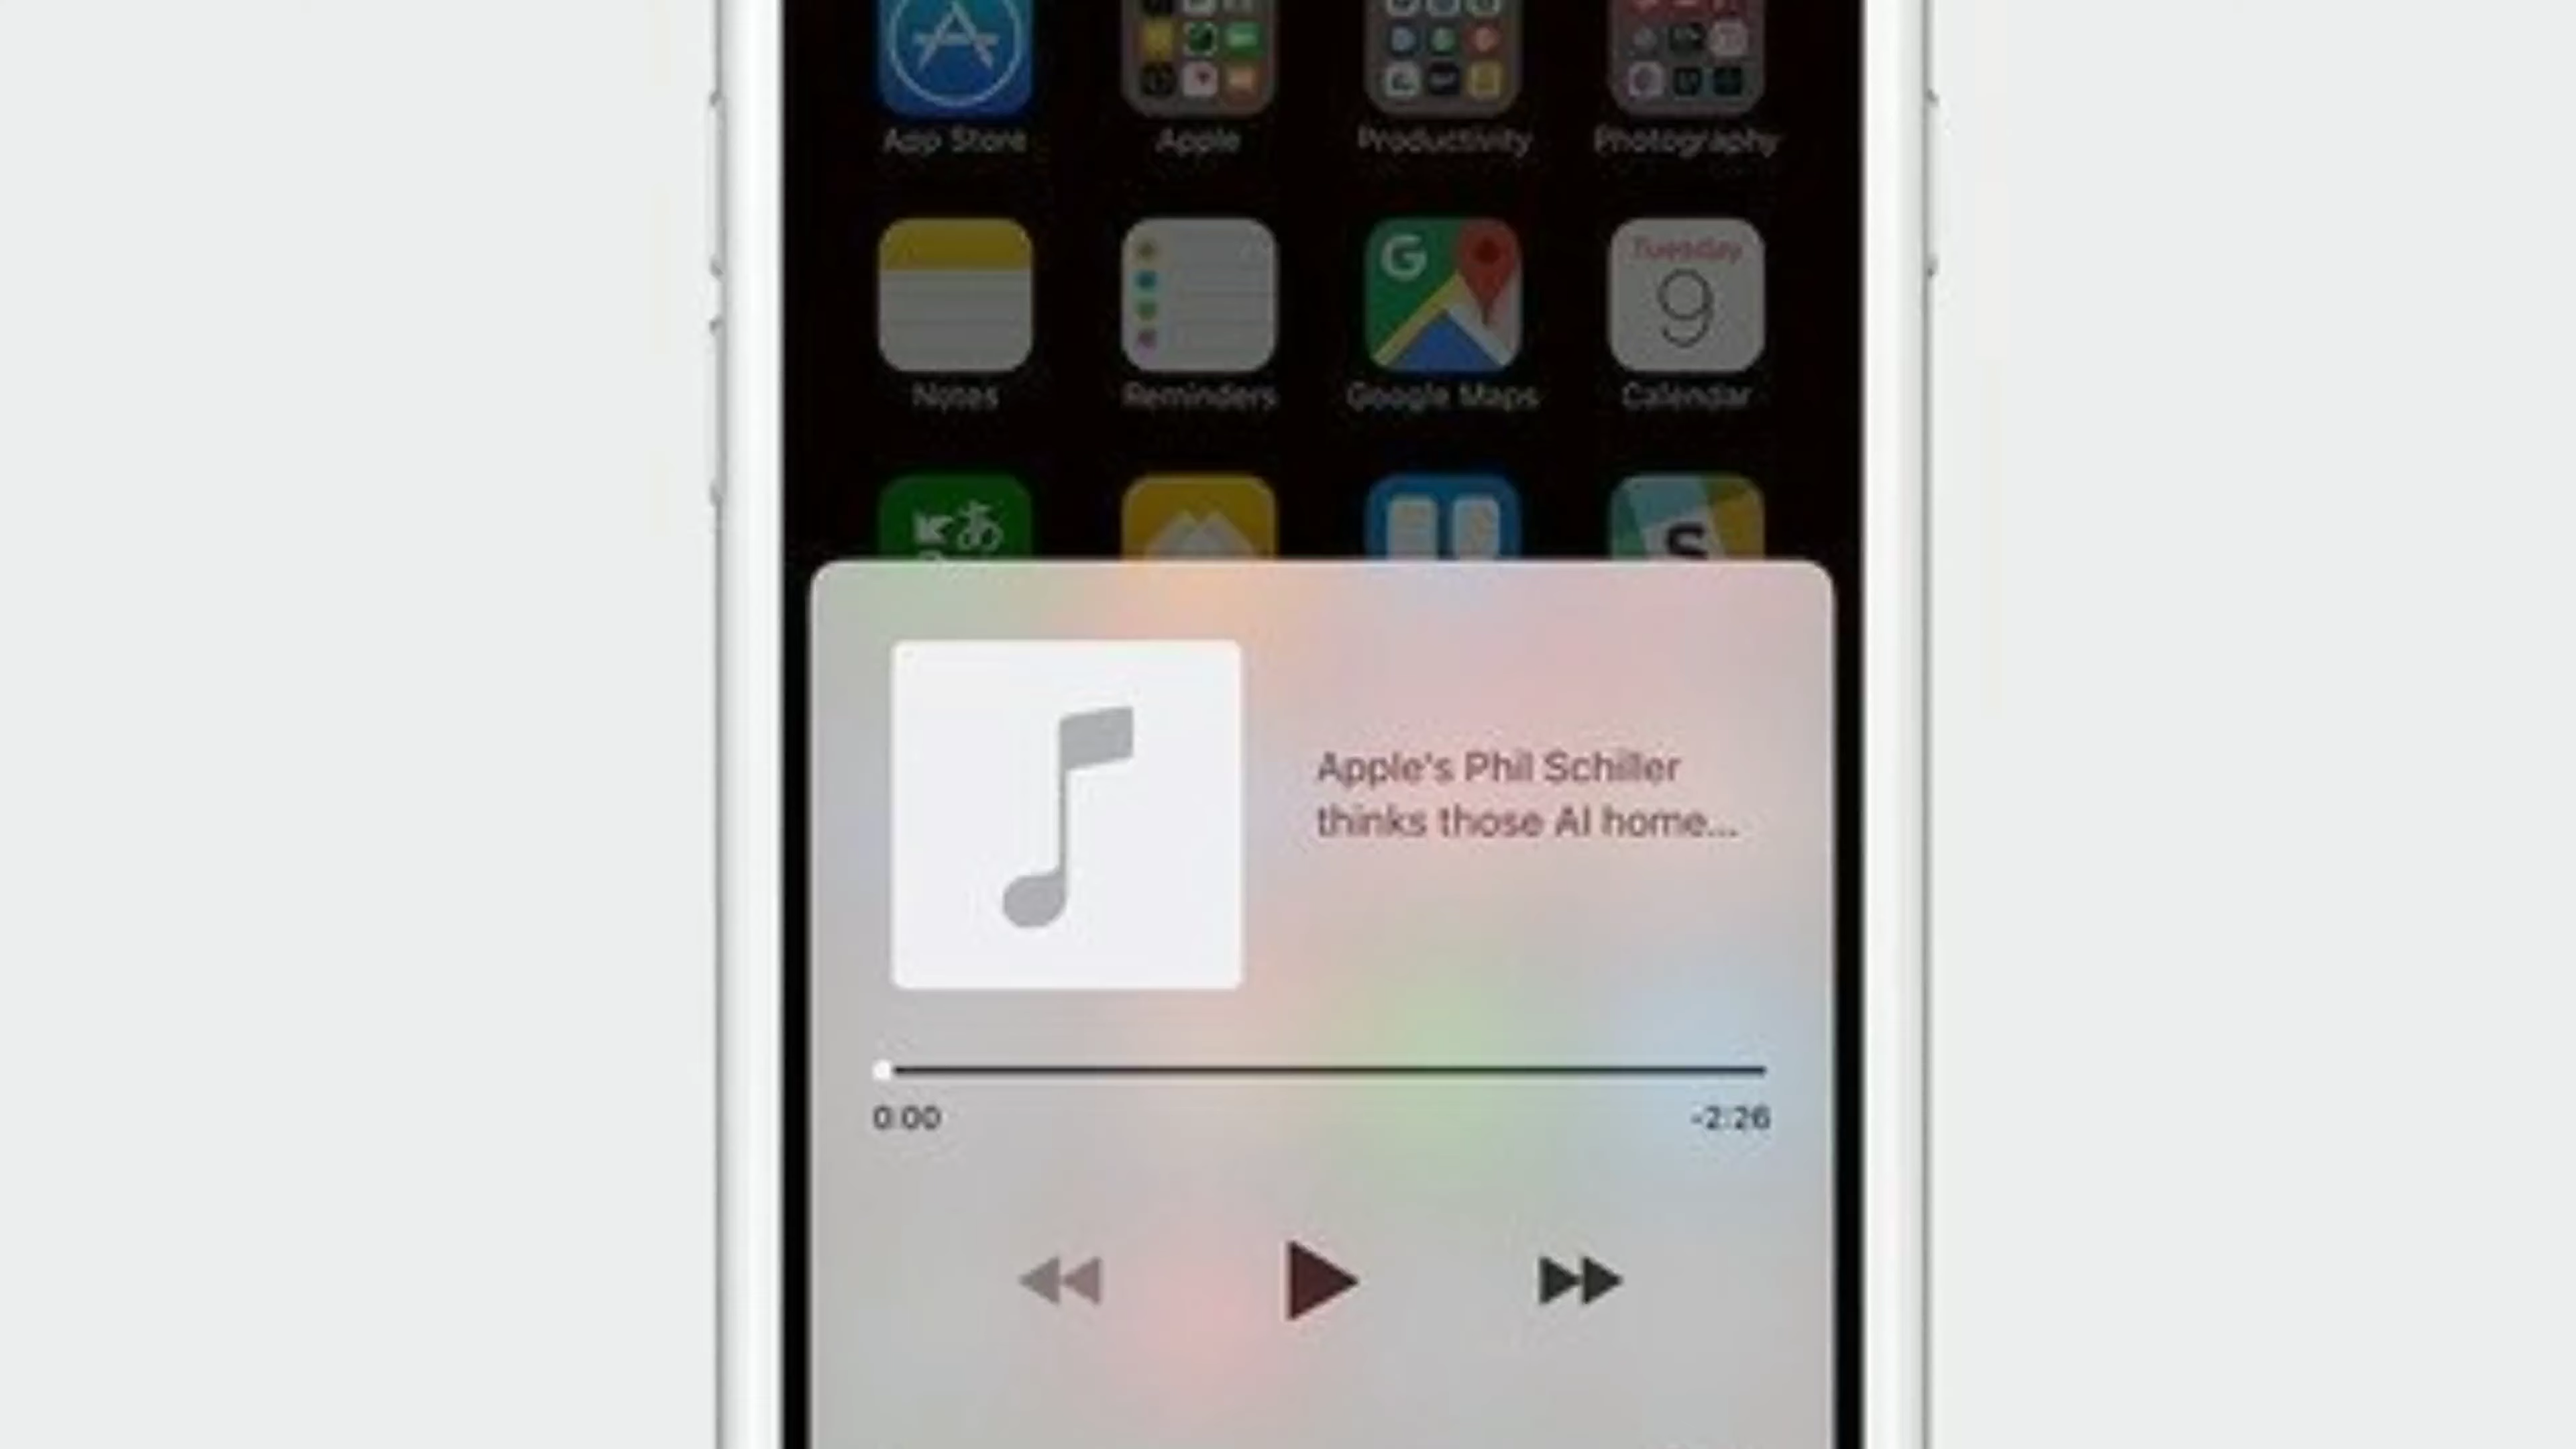 App Store Apple Productivity Photography
G Tuesday
9
Notes Reminders Google Maps Calendar
あ S
Apple's Phil Schiller
thinks those AI home...
0:00 -2:26